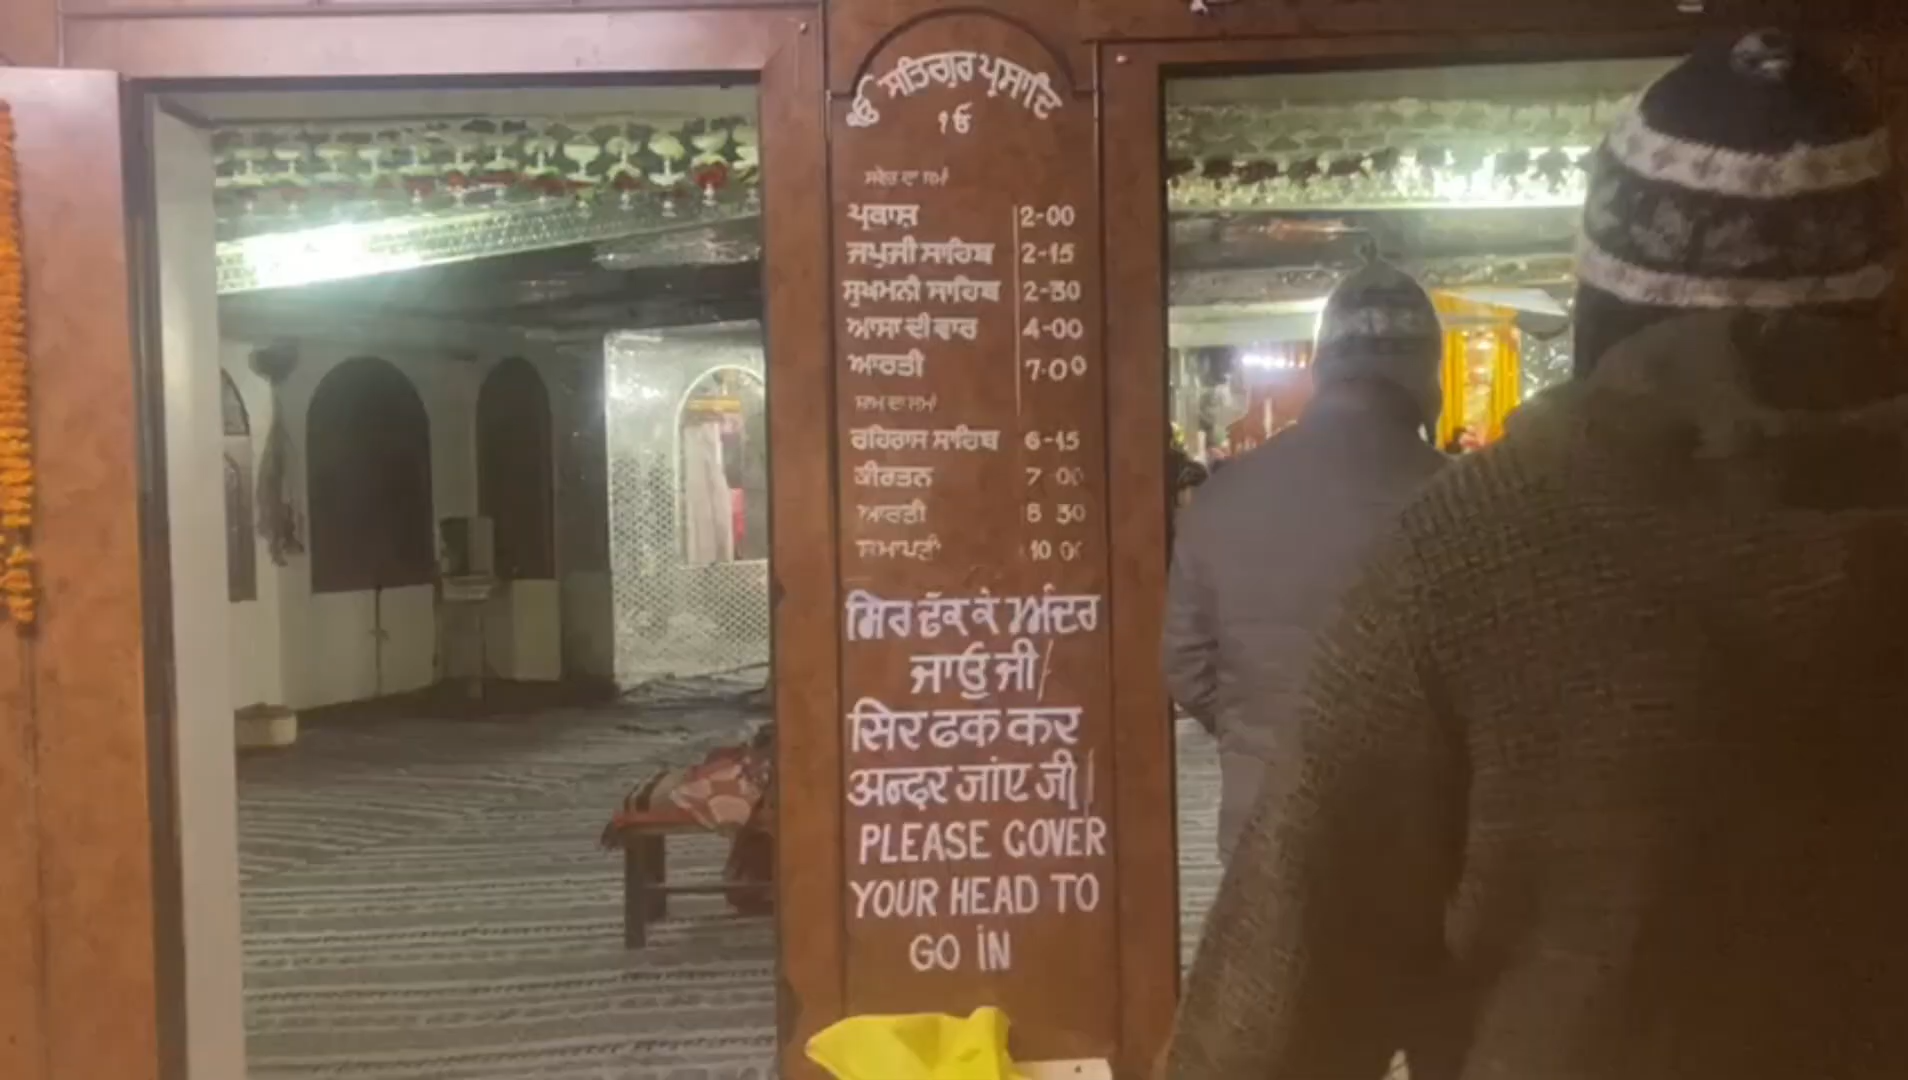 ੴ ਸਤਿਗੁਰ ਪ੍ਰਸਾਦਿ
੧ਓ
ਸਵੇਰ ਦਾ ਸਮਾਂ
ਪ੍ਰਕਾਸ਼ 2-00
ਜਪੁਜੀ ਸਾਹਿਬ 2-15
ਸੁਖਮਨੀ ਸਾਹਿਬ 2-30
ਆਸਾ ਦੀ ਵਾਰ 4-00
ਆਰਤੀ 7.00
ਸ਼ਾਮ ਦਾ ਸਮਾਂ
ਰਹਿਰਾਸ ਸਾਹਿਬ 6-15
ਕੀਰਤਨ 7 00
ਆਰਤੀ 8 30
ਸਮਾਪਤੀ 10 00
ਸਿਰ ਢੱਕ ਕੇ ਅੰਦਰ
ਜਾਓ ਜੀ।
सिर ढक कर
अन्दर जांए जी।
PLEASE COVER
YOUR HEAD TO
GO IN